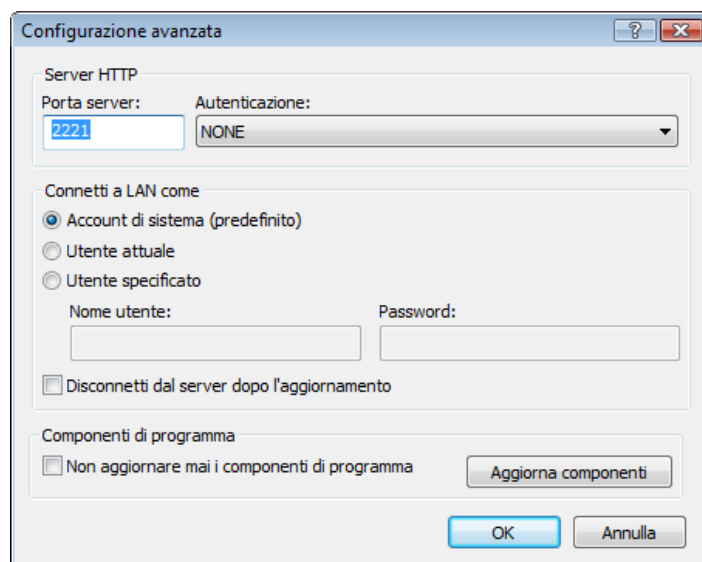 Configurazione avanzata
Server HTTP
Porta server: Autenticazione:
2221 NONE
Connetti a LAN come
Account di sistema (predefinito)
Utente attuale
Utente specificato
Nome utente: Password:
Disconnetti dal server dopo l'aggiornamento
Componenti di programma
Non aggiornare mai i componenti di programma Aggiorna componenti
OK Annulla